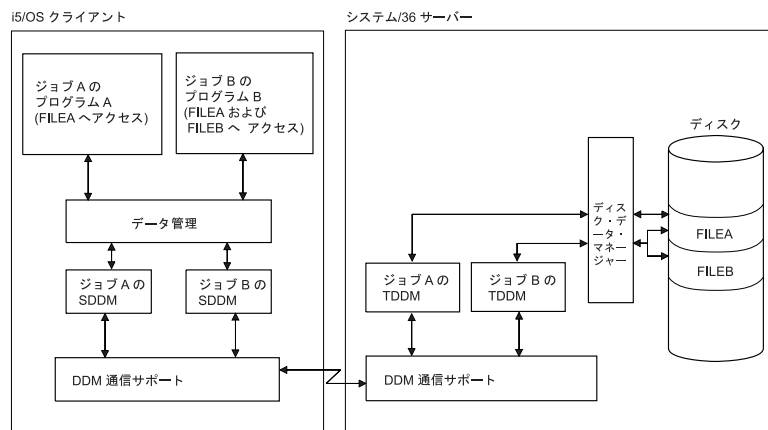 i5/OS クライアント
ジョブ A の
プログラム A
(FILEA へアクセス)
ジョブ B の
プログラム B
(FILEA および
FILEB へ アクセス)
データ管理
ジョブ A の
SDDM
ジョブ B の
SDDM
DDM 通信サポート
システム/36 サーバー
ディスク
ディス
ク・デ
ータ・
マネー
ジャー
FILEA
FILEB
ジョブ A の
TDDM
ジョブ B の
TDDM
DDM 通信サポート